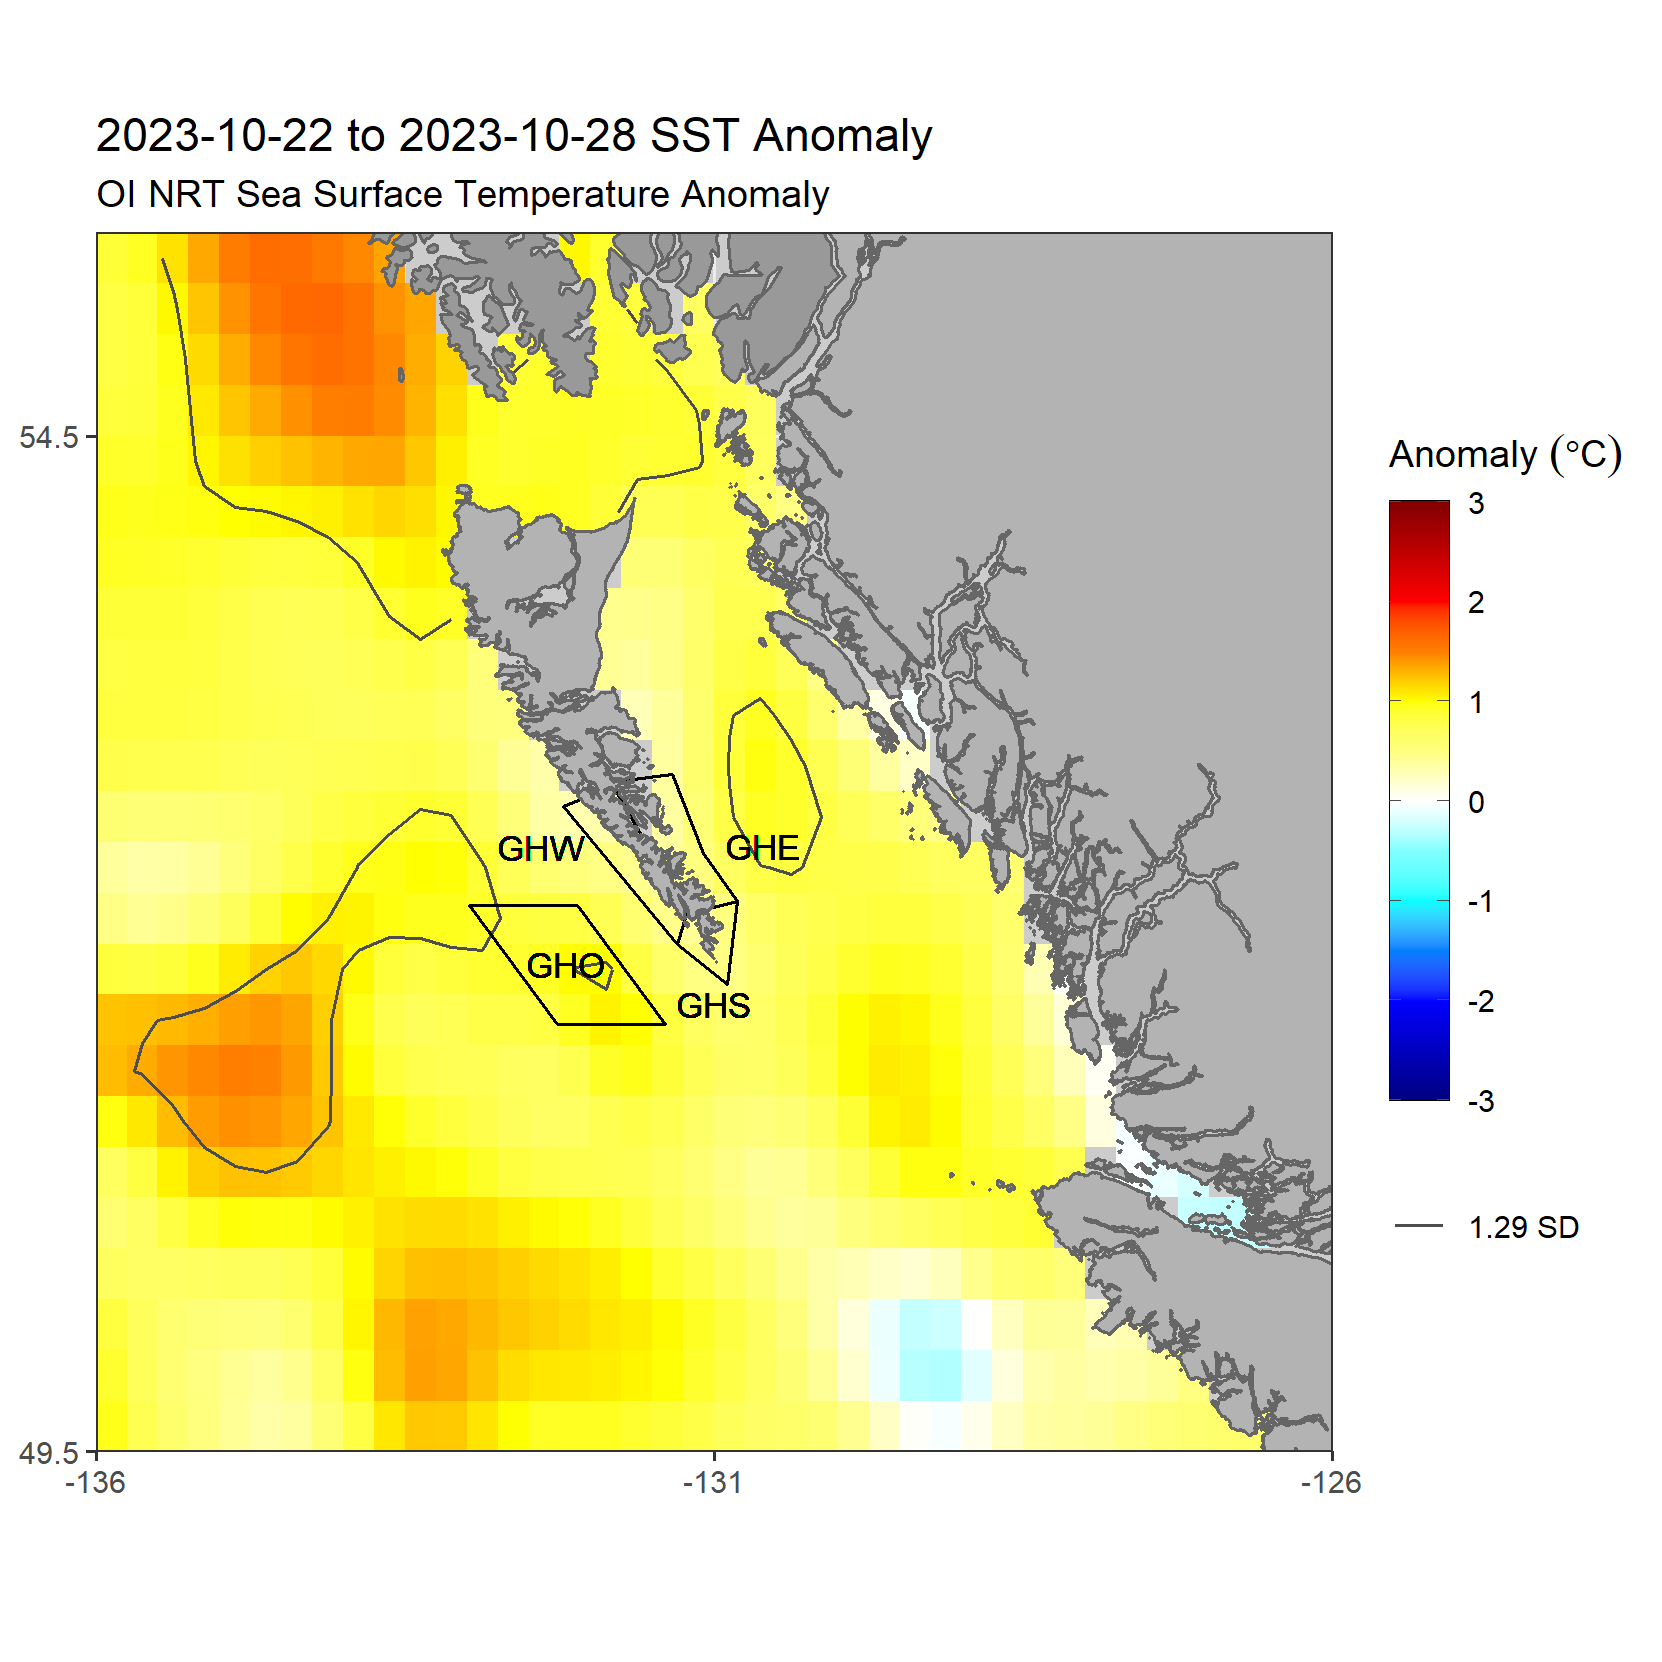 2023-10-22 to 2023-10-28 SST Anomaly
OI NRT Sea Surface Temperature Anomaly
54.5
49.5
-136
-131
-126
GHW
GHE
GHO
GHS
Anomaly (°C)
3
2
1
0
-1
-2
-3
1.29 SD